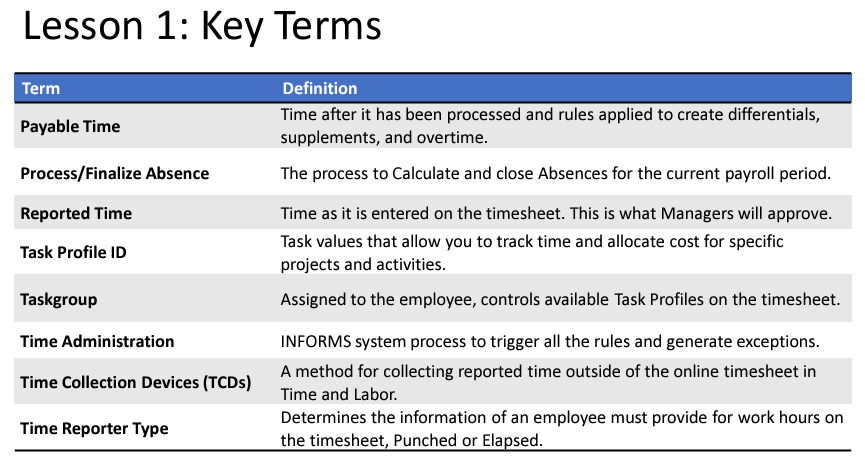 Lesson 1: Key Terms
Term Definition
Payable Time
Time after it has been processed and rules applied to create differentials,
supplements, and overtime.
Process/Finalize Absence The process to Calculate and close Absences for the current payroll period.
Reported Time Time as it is entered on the timesheet. This is what Managers will approve.
Task Profile ID
Task values that allow you to track time and allocate cost for specific
projects and activities.
Taskgroup Assigned to the employee, controls available Task Profiles on the timesheet.
Time Administration INFORMS system process to trigger all the rules and generate exceptions.
Time Collection Devices (TCDs)
A method for collecting reported time outside of the online timesheet in
Time and Labor.
Time Reporter Type
Determines the information of an employee must provide for work hours on
the timesheet, Punched or Elapsed.